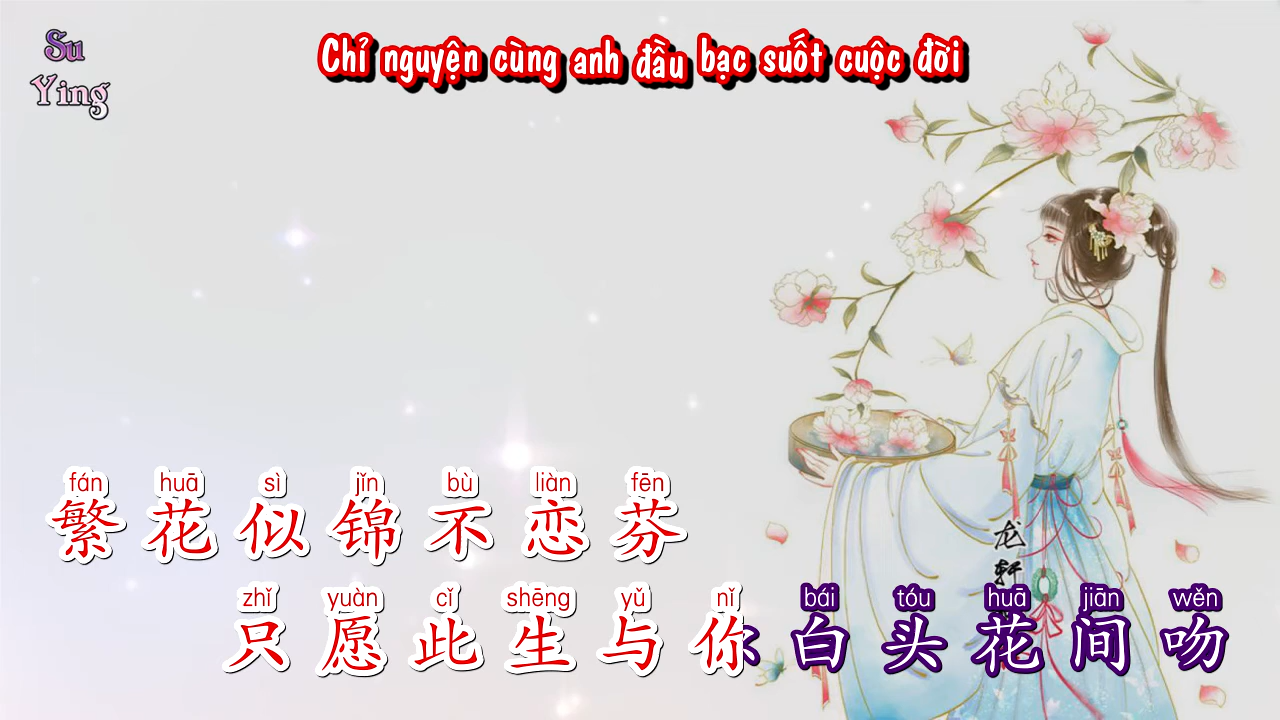 Su
Ying
Chỉ nguyện cùng anh đầu bạc suốt cuộc đời
fán huā sì jǐn bù liàn fēn
繁花似锦不恋芬
zhǐ yuàn cǐ shēng yǔ nǐ bái tóu huā jiān wěn
只愿此生与你白头花间吻
龙轩